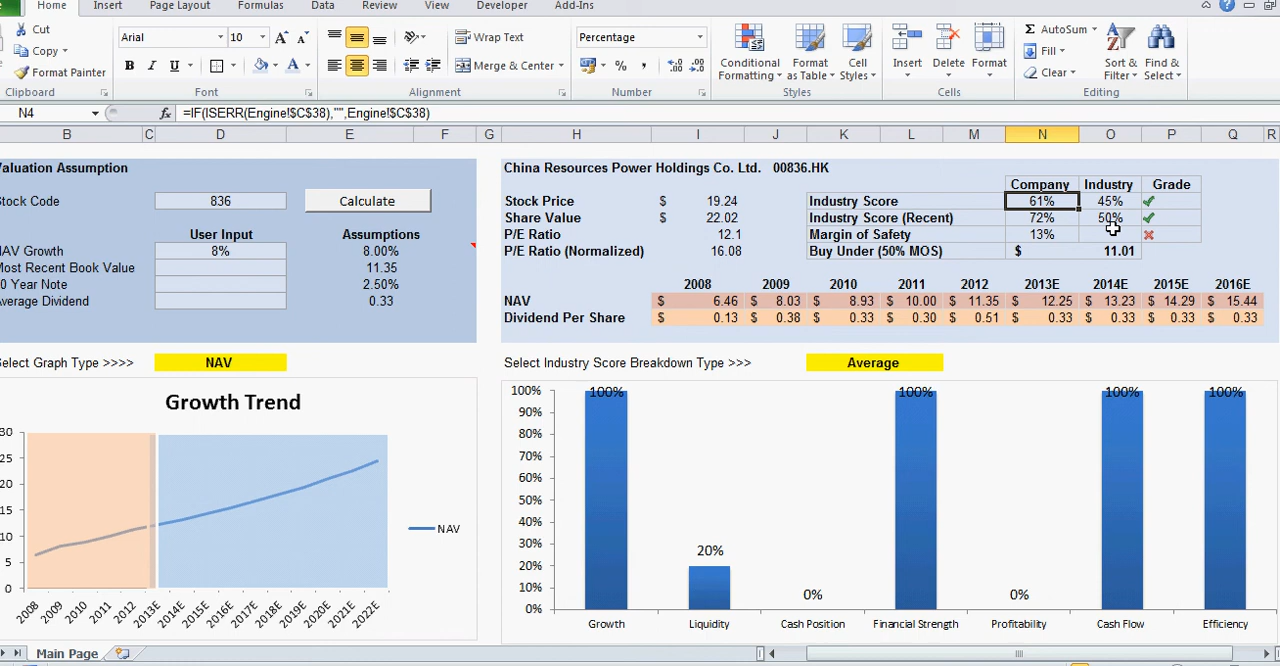 Home Insert Page Layout Formulas Data Review View Developer Add-Ins
Cut
Copy
Format Painter
Clipboard
Arial 10
B I U
Font
Wrap Text
Merge & Center
Alignment
Percentage
$ % ,
Number
Conditional Formatting
Format as Table
Cell Styles
Styles
Insert Delete Format
Cells
Σ AutoSum
Fill
Clear
Sort & Filter
Find & Select
Editing
N4 fx =IF(ISERR(Engine!$C$38),"",Engine!$C$38)
B C D E F G H I J K L M N O P Q R
Valuation Assumption
Stock Code 836 Calculate
User Input Assumptions
NAV Growth 8% 8.00%
Most Recent Book Value 11.35
0 Year Note 2.50%
Average Dividend 0.33
China Resources Power Holdings Co. Ltd. 00836.HK
Stock Price $ 19.24
Share Value $ 22.02
P/E Ratio 12.1
P/E Ratio (Normalized) 16.08
Company Industry Grade
Industry Score 61% 45%
Industry Score (Recent) 72% 50%
Margin of Safety 13%
Buy Under (50% MOS) $ 11.01
2008 2009 2010 2011 2012 2013E 2014E 2015E 2016E
NAV $ 6.46 $ 8.03 $ 8.93 $ 10.00 $ 11.35 $ 12.25 $ 13.23 $ 14.29 $ 15.44
Dividend Per Share $ 0.13 $ 0.38 $ 0.33 $ 0.30 $ 0.51 $ 0.33 $ 0.33 $ 0.33 $ 0.33
Select Graph Type >>>> NAV
Select Industry Score Breakdown Type >>> Average
Growth Trend
30
25
20
15
10
5
0
2008 2009 2010 2011 2012 2013E 2014E 2015E 2016E 2017E 2018E 2019E 2020E 2021E 2022E
NAV
100%
90%
80%
70%
60%
50%
40%
30%
20%
10%
0%
100% 20% 0% 100% 0% 100% 100%
Growth Liquidity Cash Position Financial Strength Profitability Cash Flow Efficiency
Main Page